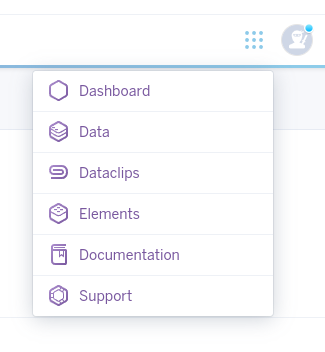 Dashboard
Data
Dataclips
Elements
Documentation
Support